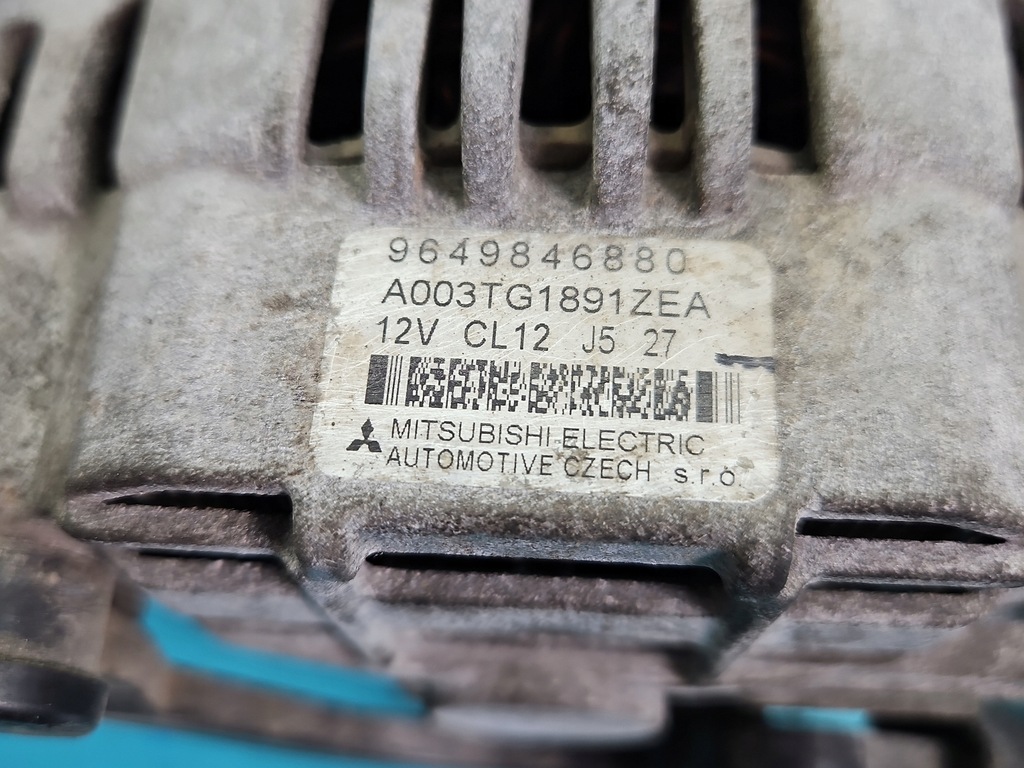 9649846880
A003TG1891ZEA
12V CL12 J5 27
MITSUBISHI ELECTRIC
AUTOMOTIVE CZECH s.r.o.